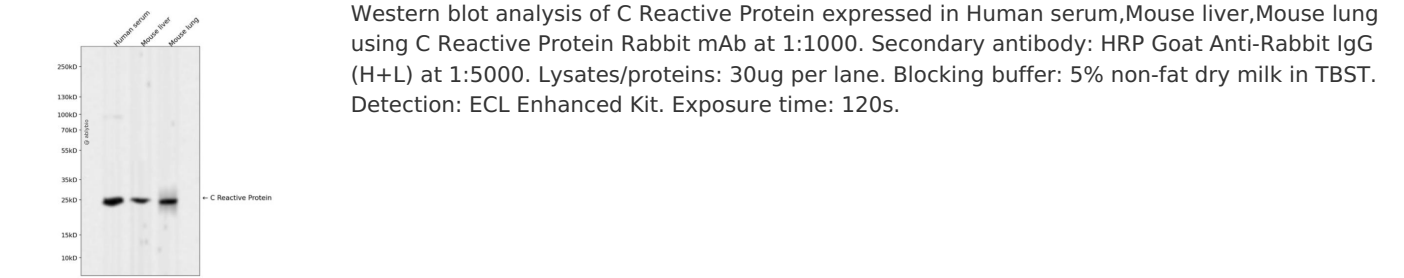 Human serum
Mouse liver
Mouse lung
250kD
130kD
100kD
70kD
55kD
35kD
25kD
15kD
10kD
@ abybio
← C Reactive Protein
Western blot analysis of C Reactive Protein expressed in Human serum,Mouse liver,Mouse lung
using C Reactive Protein Rabbit mAb at 1:1000. Secondary antibody: HRP Goat Anti-Rabbit IgG
(H+L) at 1:5000. Lysates/proteins: 30ug per lane. Blocking buffer: 5% non-fat dry milk in TBST.
Detection: ECL Enhanced Kit. Exposure time: 120s.